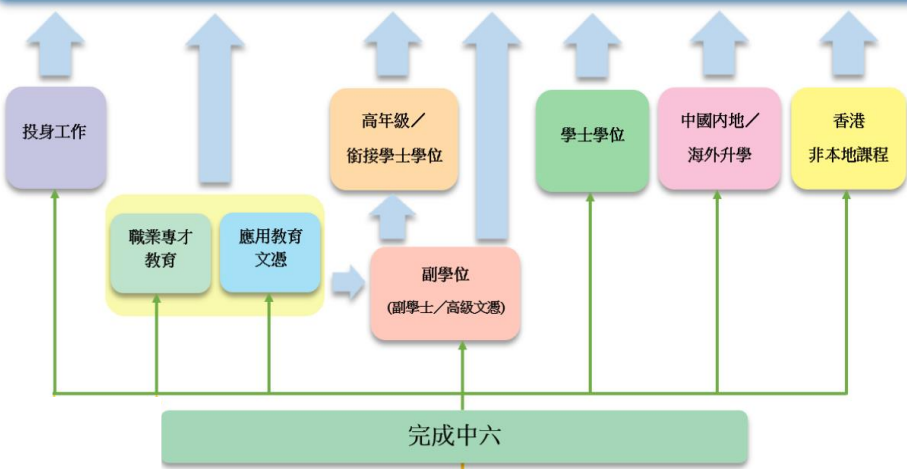 投身工作
高年級／
銜接學士學位
學士學位
中國內地／
海外升學
香港
非本地課程
職業專才
教育
應用教育
文憑
副學位
(副學士／高級文憑)
完成中六